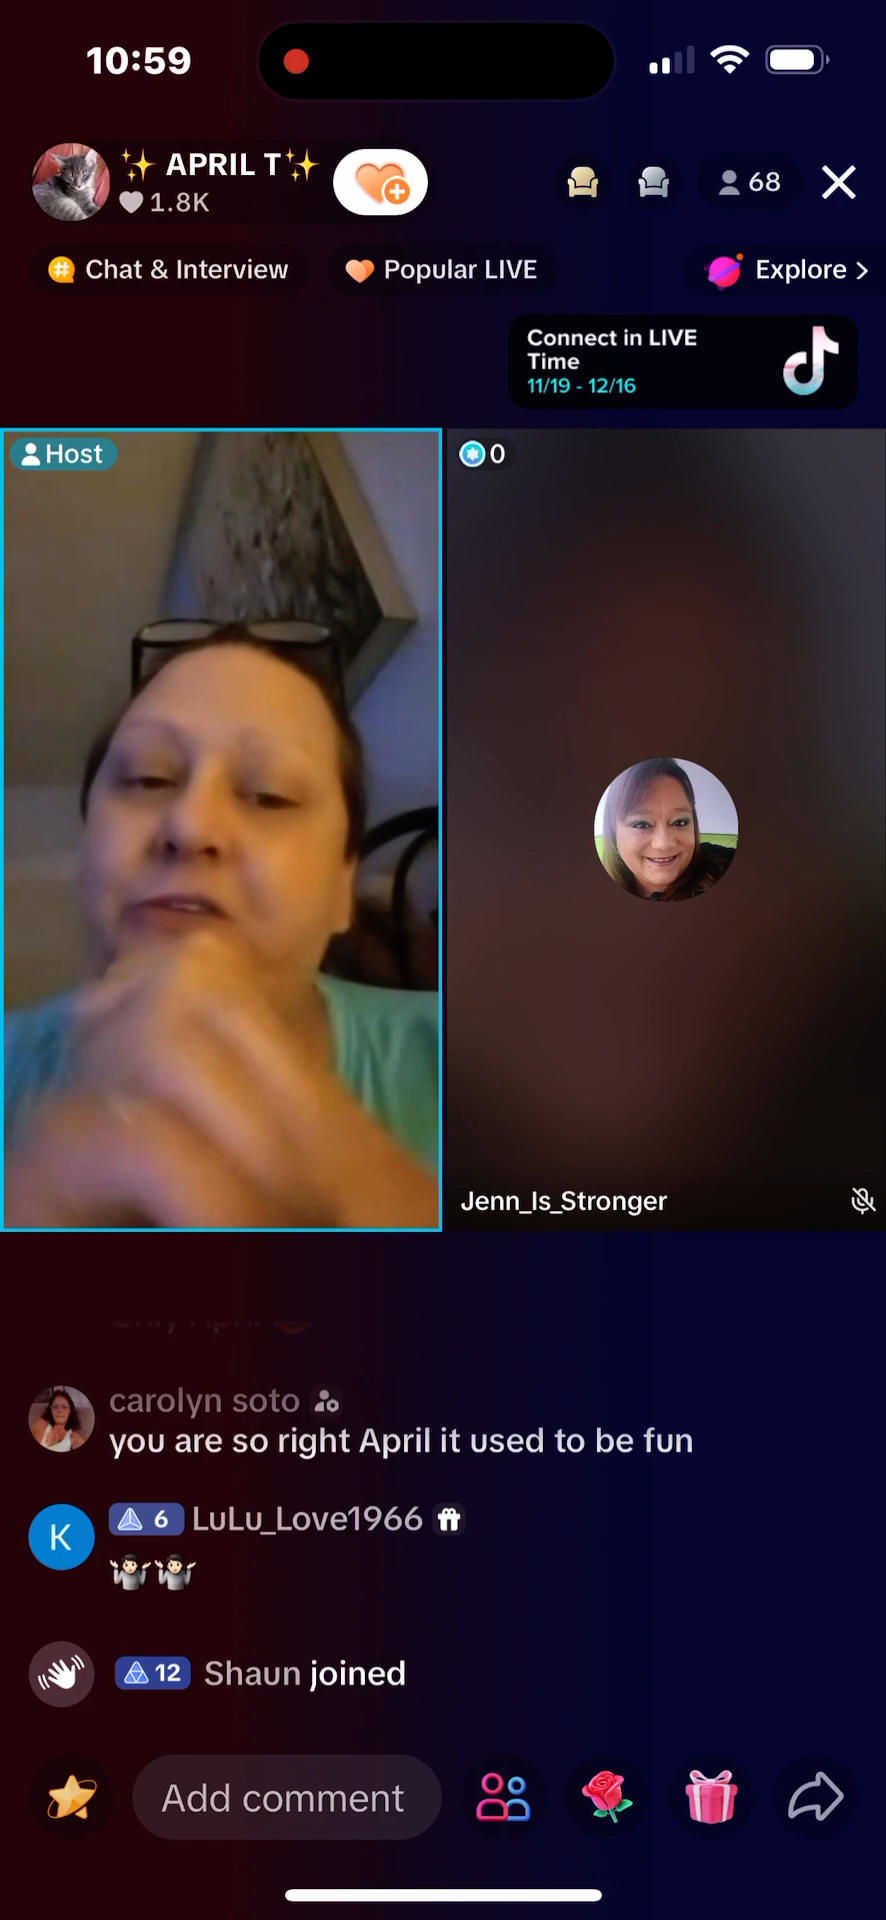 10:59
✨ APRIL T✨
1.8K
68
Chat & Interview
Popular LIVE
Explore >
Connect in LIVE
Time
11/19 - 12/16
Host
0
Jenn_Is_Stronger
carolyn soto
you are so right April it used to be fun
K
6 LuLu_Love1966
🤷🏻🤷🏻
12 Shaun joined
Add comment